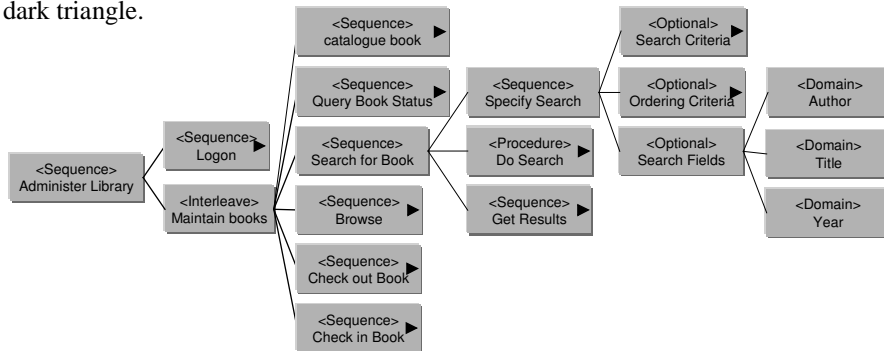 dark triangle.
<Sequence>
catalogue book
<Optional>
Search Criteria
<Sequence>
Query Book Status
<Sequence>
Specify Search
<Optional>
Ordering Criteria
<Domain>
Author
<Sequence>
Logon
<Sequence>
Search for Book
<Procedure>
Do Search
<Optional>
Search Fields
<Domain>
Title
<Sequence>
Administer Library
<Interleave>
Maintain books
<Sequence>
Browse
<Sequence>
Get Results
<Domain>
Year
<Sequence>
Check out Book
<Sequence>
Check in Book